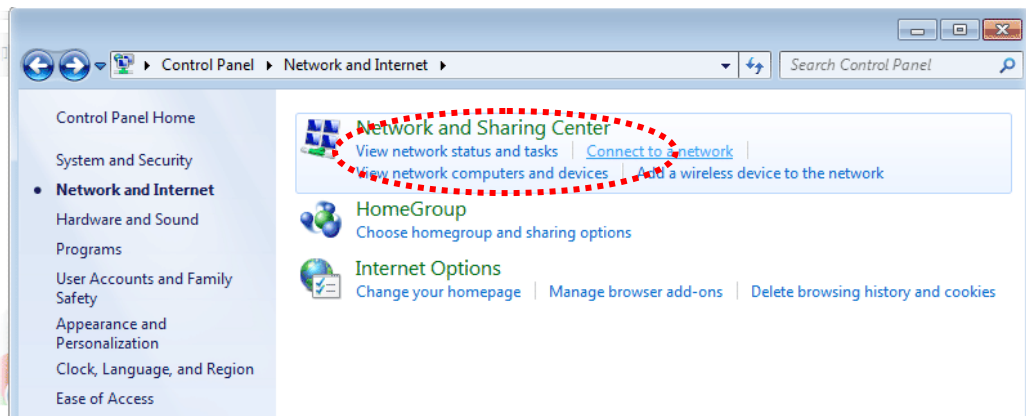 Control Panel Network and Internet
Search Control Panel
Control Panel Home
System and Security
Network and Internet
Hardware and Sound
Programs
User Accounts and Family
Safety
Appearance and
Personalization
Clock, Language, and Region
Ease of Access
Network and Sharing Center
View network status and tasks Connect to a network
View network computers and devices Add a wireless device to the network
HomeGroup
Choose homegroup and sharing options
Internet Options
Change your homepage Manage browser add-ons Delete browsing history and cookies